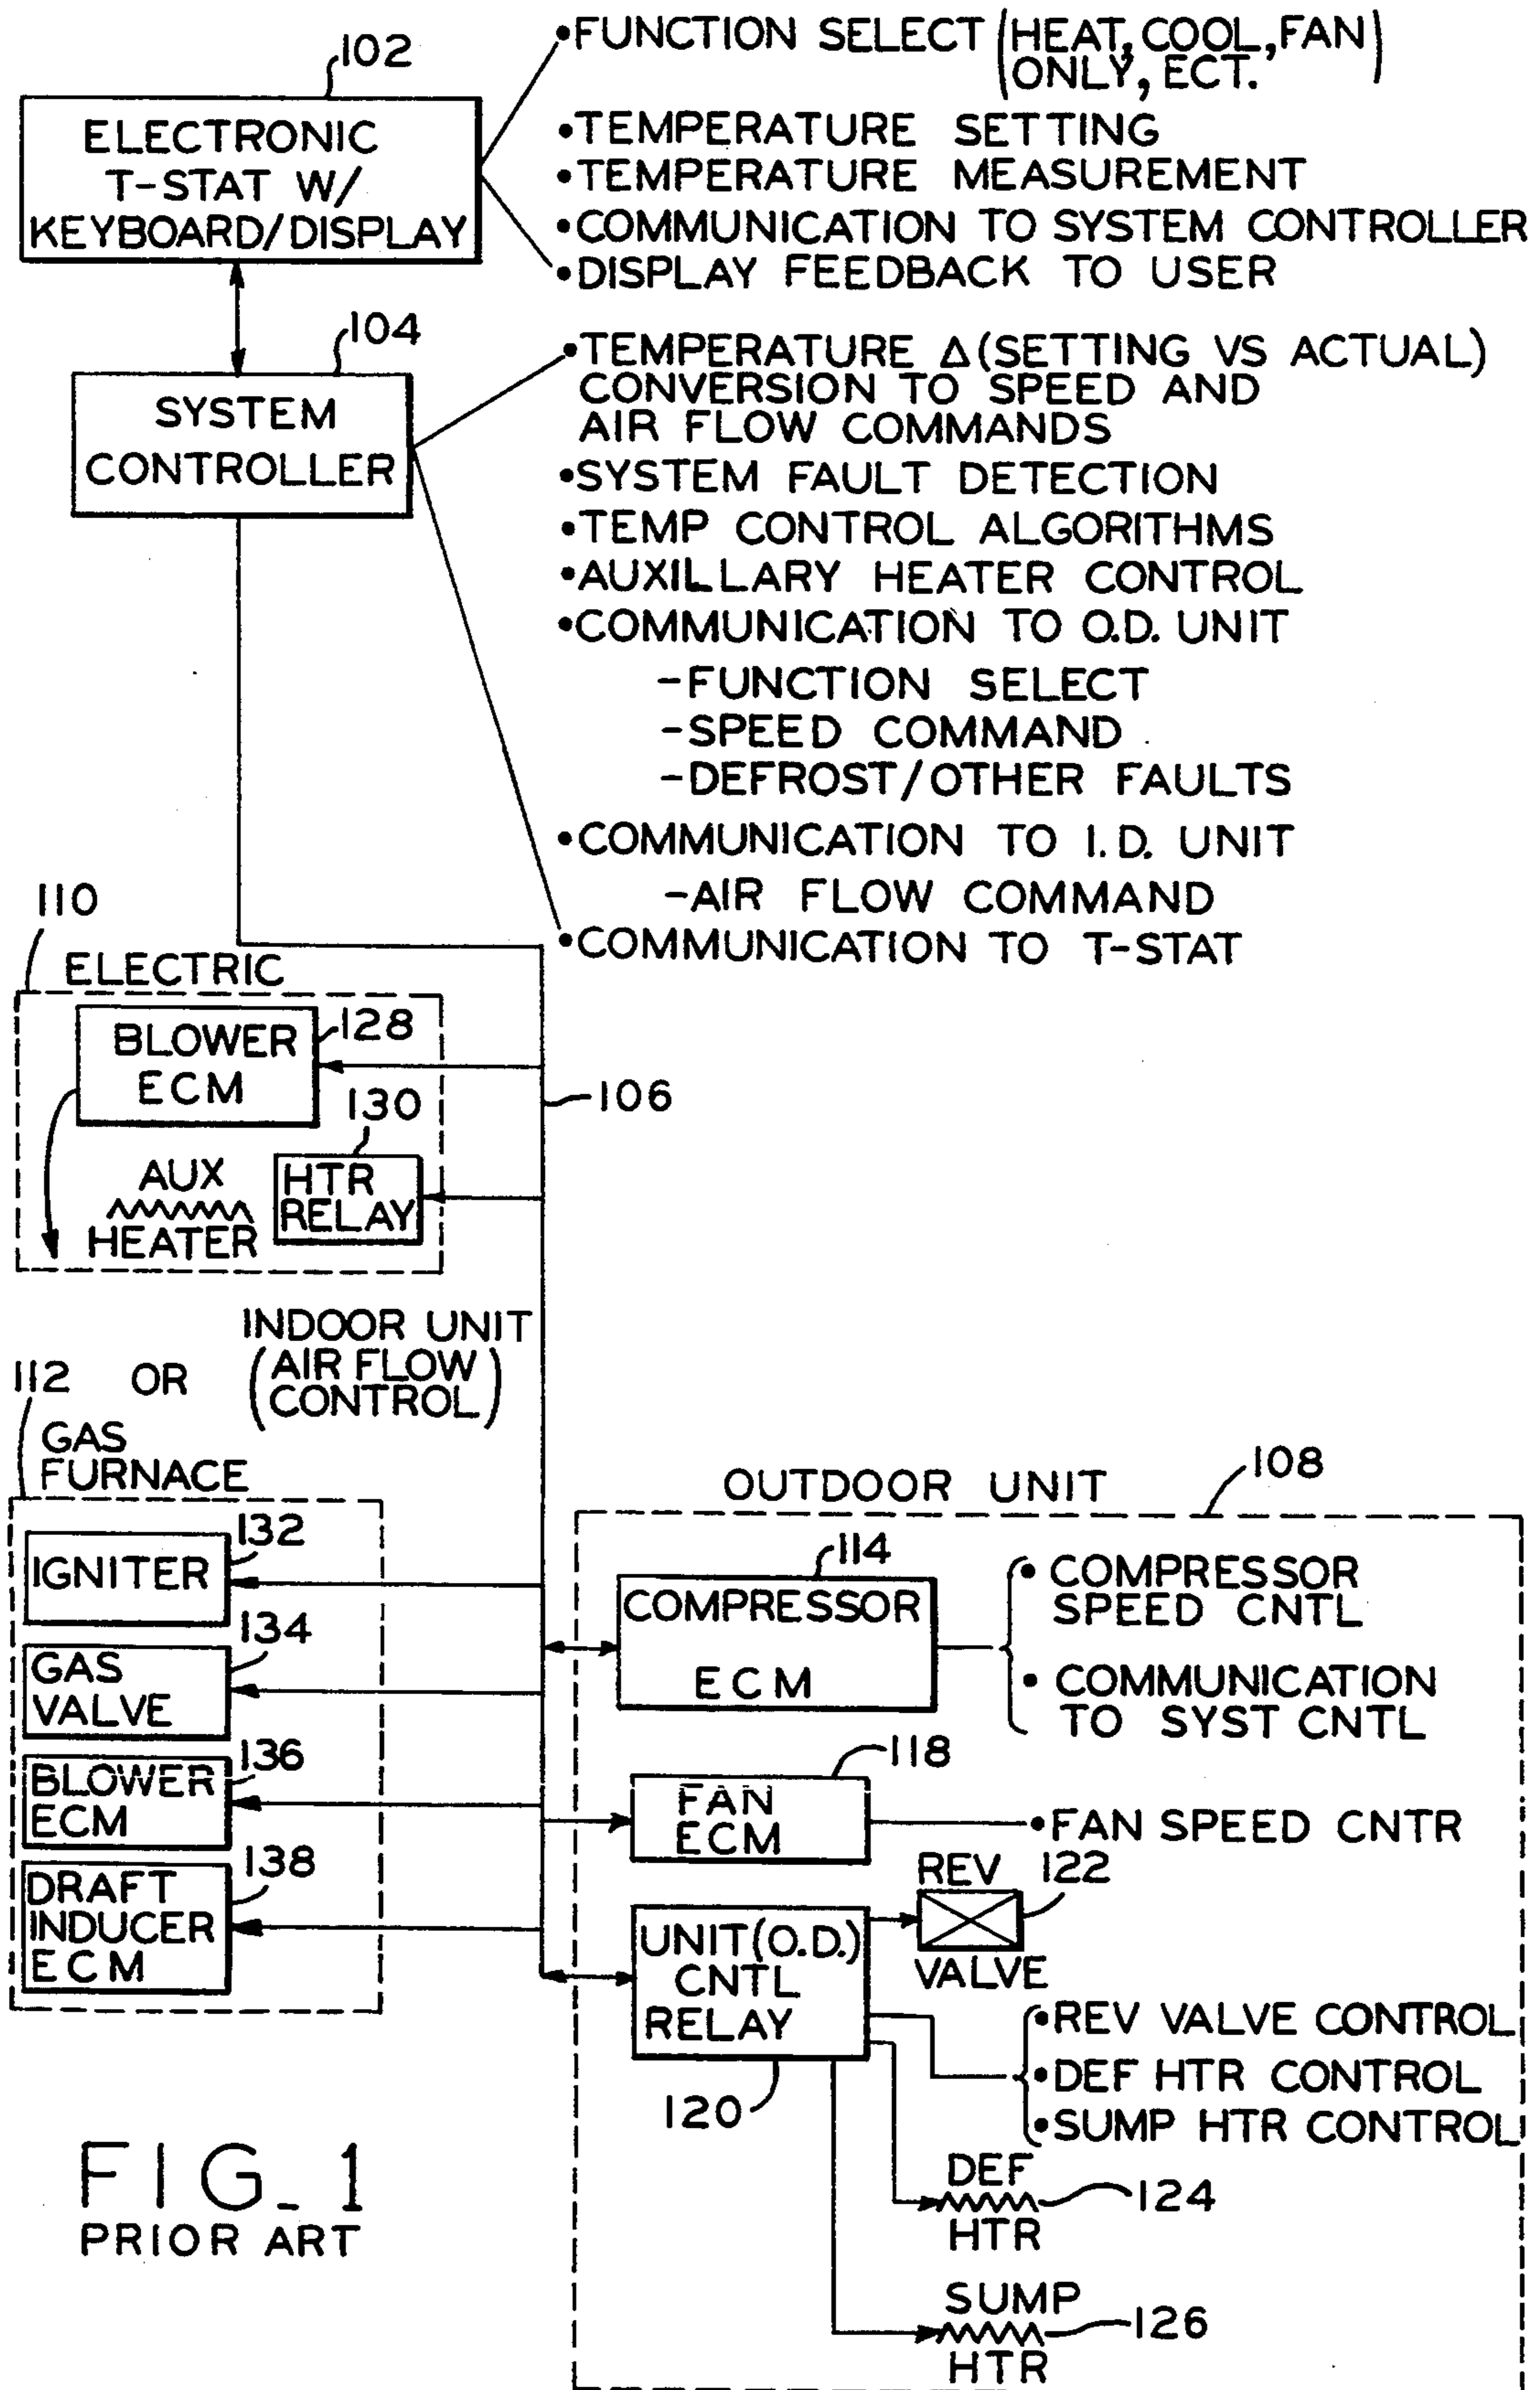 102
ELECTRONIC
T-STAT W/
KEYBOARD/DISPLAY
•FUNCTION SELECT (HEAT, COOL, FAN
ONLY, ECT.)
•TEMPERATURE SETTING
•TEMPERATURE MEASUREMENT
•COMMUNICATION TO SYSTEM CONTROLLER
•DISPLAY FEEDBACK TO USER
104
SYSTEM
CONTROLLER
•TEMPERATURE Δ(SETTING VS ACTUAL)
CONVERSION TO SPEED AND
AIR FLOW COMMANDS
•SYSTEM FAULT DETECTION
•TEMP CONTROL ALGORITHMS
•AUXILLARY HEATER CONTROL
•COMMUNICATION TO O.D. UNIT
-FUNCTION SELECT
-SPEED COMMAND
-DEFROST/OTHER FAULTS
•COMMUNICATION TO I.D. UNIT
-AIR FLOW COMMAND
•COMMUNICATION TO T-STAT
110
ELECTRIC
BLOWER
ECM
128
106
130
AUX
HEATER
HTR
RELAY
INDOOR UNIT
(AIR FLOW
CONTROL)
112 OR
GAS
FURNACE
132
IGNITER
134
GAS
VALVE
136
BLOWER
ECM
138
DRAFT
INDUCER
ECM
OUTDOOR UNIT
108
114
COMPRESSOR
ECM
• COMPRESSOR
SPEED CNTL
• COMMUNICATION
TO SYST CNTL
118
FAN
ECM
•FAN SPEED CNTR
REV
122
VALVE
UNIT(O.D.)
CNTL
RELAY
120
•REV VALVE CONTROL
•DEF HTR CONTROL
•SUMP HTR CONTROL
DEF
124
HTR
SUMP
126
HTR
FIG_1
PRIOR ART